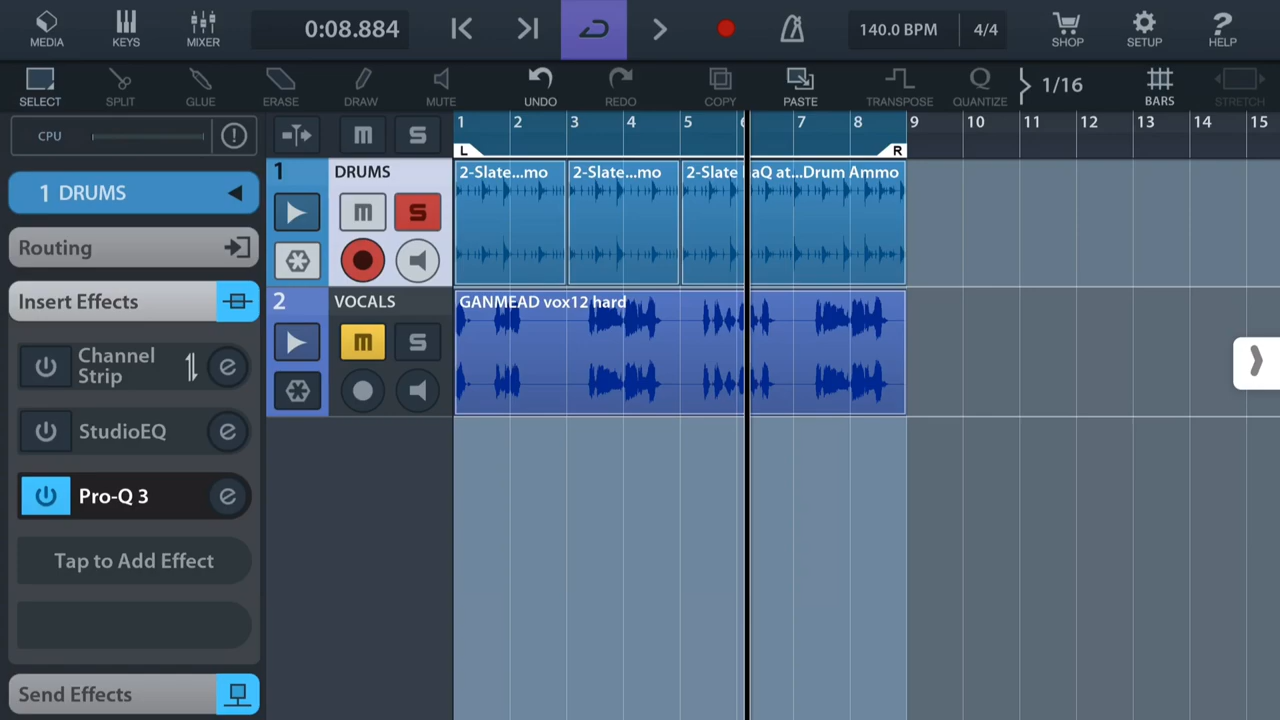 MEDIA
KEYS
MIXER
0:08.884
140.0 BPM
4/4
SHOP
SETUP
? HELP
SELECT
SPLIT
GLUE
ERASE
DRAW
MUTE
UNDO
REDO
COPY
PASTE
TRANSPOSE
Q QUANTIZE
1/16
BARS
STRETCH
CPU
M
S
1 2 3 4 5 6 7 8 9 10 11 12 13 14 15
L
R
1 DRUMS
Routing
Insert Effects
Channel Strip
e
StudioEQ
e
Pro-Q 3
e
Tap to Add Effect
Send Effects
1
DRUMS
M
S
2-Slate...mo
2-Slate...mo
2-Slate
aQ at...Drum Ammo
2
VOCALS
M
S
GANMEAD vox12 hard